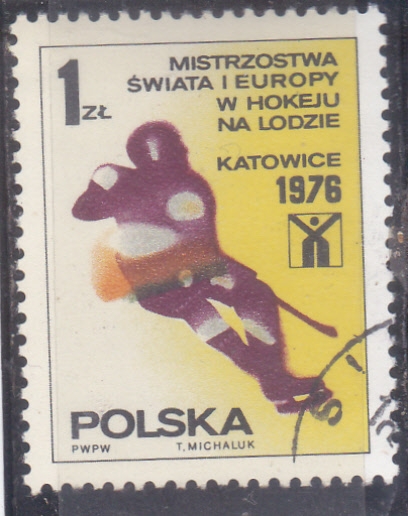 1 ZŁ
MISTRZOSTWA
ŚWIATA I EUROPY
W HOKEJU
NA LODZIE
KATOWICE
1976
POLSKA
PWPW T. MICHALUK